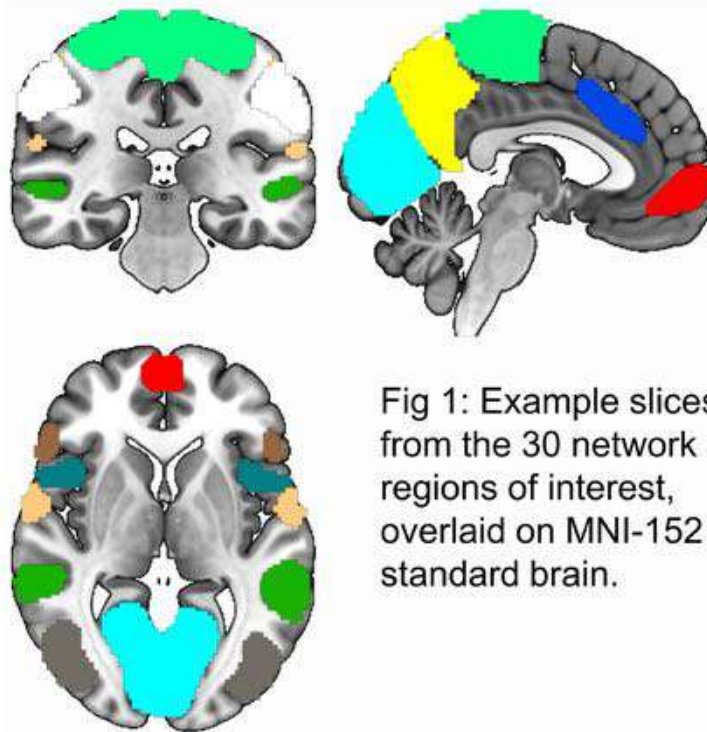 Fig 1: Example slices
from the 30 network
regions of interest,
overlaid on MNI-152
standard brain.